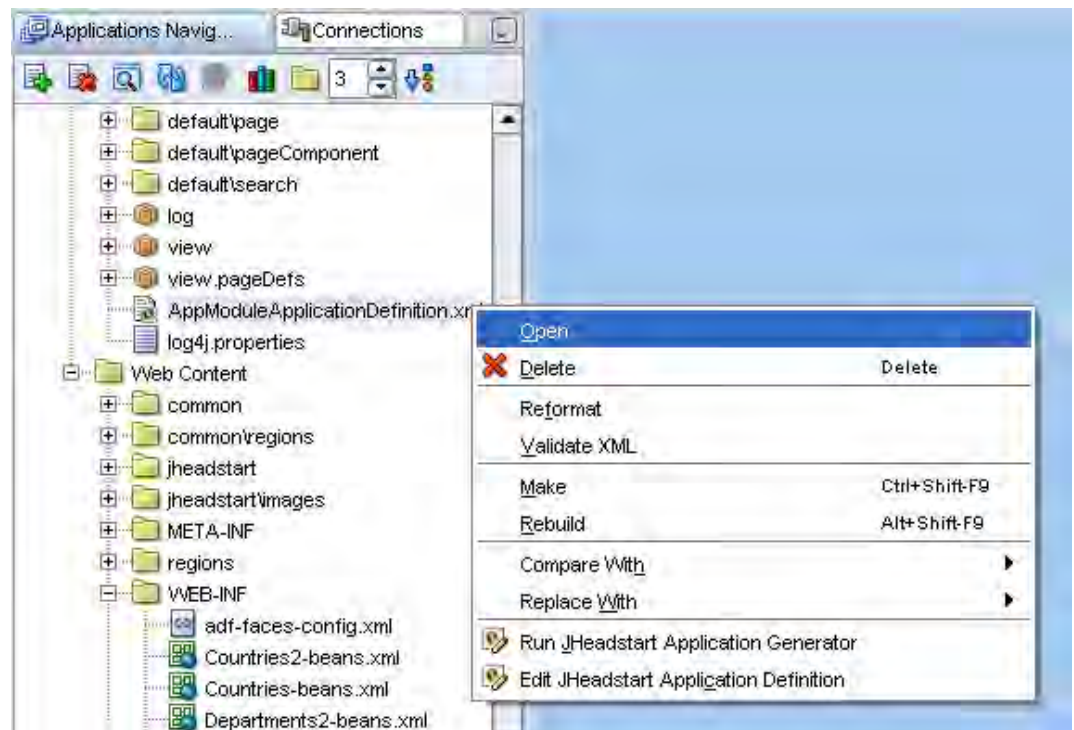 Applications Navig...
Connections
3
default\page
default\pageComponent
default\search
log
view
view.pageDefs
AppModuleApplicationDefinition.xml
log4j.properties
Web Content
common
common\regions
jheadstart
jheadstart\images
META-INF
regions
WEB-INF
adf-faces-config.xml
Countries2-beans.xml
Countries-beans.xml
Departments2-beans.xml
Open
Delete Delete
Reformat
Validate XML
Make Ctrl+Shift-F9
Rebuild Alt+Shift-F9
Compare With
Replace With
Run JHeadstart Application Generator
Edit JHeadstart Application Definition